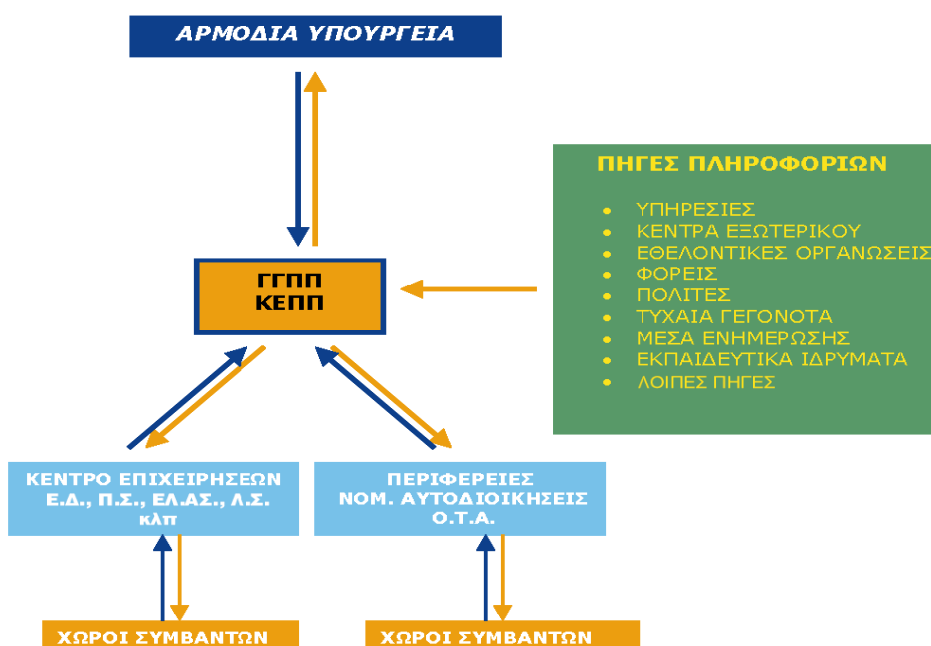 ΑΡΜΟΔΙΑ ΥΠΟΥΡΓΕΙΑ
ΓΓΠΠ
ΚΕΠΠ
ΠΗΓΕΣ ΠΛΗΡΟΦΟΡΙΩΝ
• ΥΠΗΡΕΣΙΕΣ
• ΚΕΝΤΡΑ ΕΞΩΤΕΡΙΚΟΥ
• ΕΘΕΛΟΝΤΙΚΕΣ ΟΡΓΑΝΩΣΕΙΣ
• ΦΟΡΕΙΣ
• ΠΟΛΙΤΕΣ
• ΤΥΧΑΙΑ ΓΕΓΟΝΟΤΑ
• ΜΕΣΑ ΕΝΗΜΕΡΩΣΗΣ
• ΕΚΠΑΙΔΕΥΤΙΚΑ ΙΔΡΥΜΑΤΑ
• ΛΟΙΠΕΣ ΠΗΓΕΣ
ΚΕΝΤΡΟ ΕΠΙΧΕΙΡΗΣΕΩΝ
Ε.Δ., Π.Σ., ΕΛ.ΑΣ., Λ.Σ.
κλπ
ΠΕΡΙΦΕΡΕΙΕΣ
ΝΟΜ. ΑΥΤΟΔΙΟΙΚΗΣΕΙΣ
Ο.Τ.Α.
ΧΩΡΟΙ ΣΥΜΒΑΝΤΩΝ
ΧΩΡΟΙ ΣΥΜΒΑΝΤΩΝ